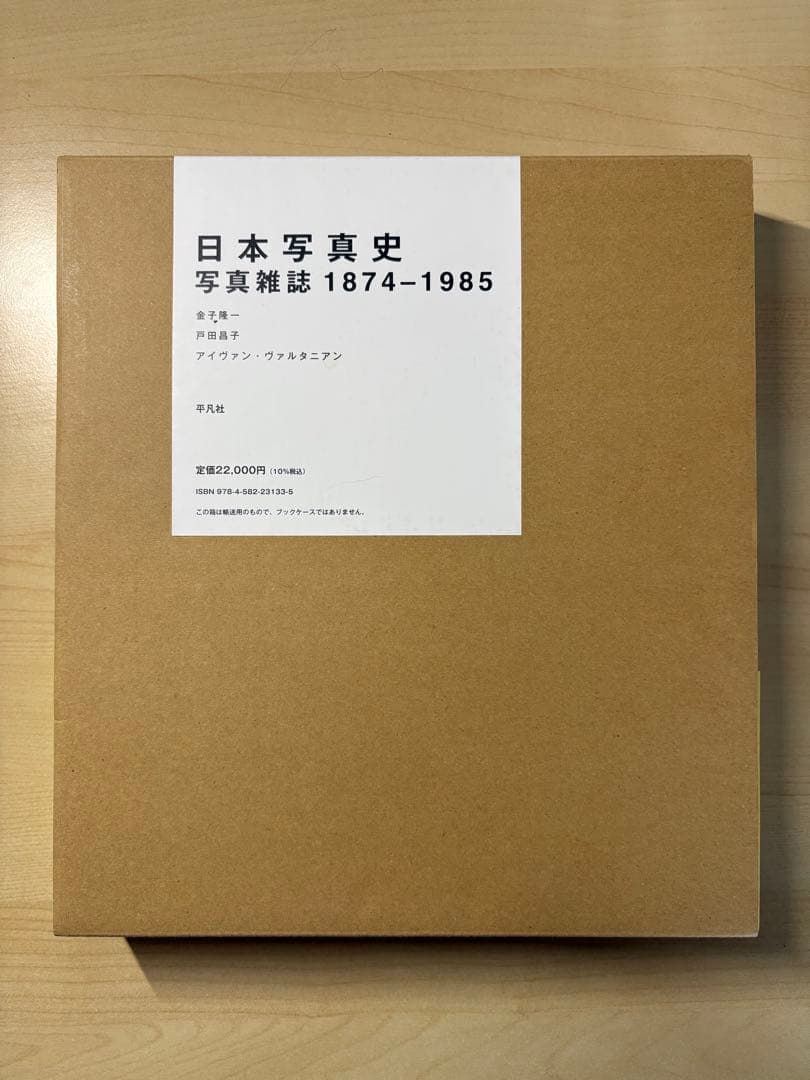 日本写真史
写真雑誌 1874–1985
金子隆一
戸田昌子
アイヴァン・ヴァルタニアン
平凡社
定価22,000円（10%税込）
ISBN 978-4-582-23133-5
この箱は輸送用のもので、ブックケースではありません。